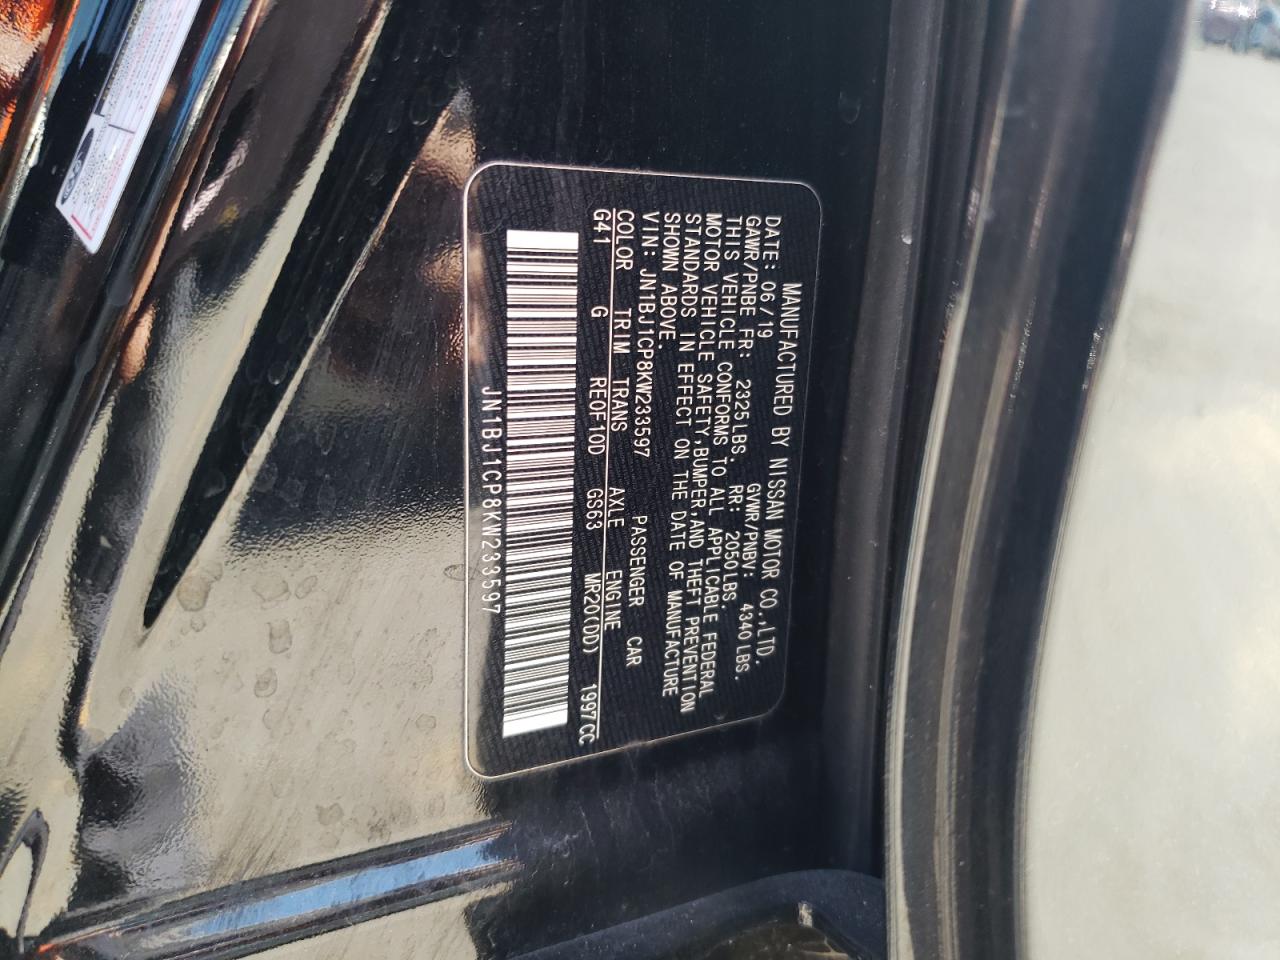 MANUFACTURED BY NISSAN MOTOR CO.,LTD.
DATE: 06/19 GVWR/PNBV: 4340LBS.
GAWR/PNBE FR: 2325LBS. RR: 2050LBS.
THIS VEHICLE CONFORMS TO ALL APPLICABLE FEDERAL
MOTOR VEHICLE SAFETY,BUMPER,AND THEFT PREVENTION
STANDARDS IN EFFECT ON THE DATE OF MANUFACTURE
SHOWN ABOVE.
VIN: JN1BJ1CP8KW233597 PASSENGER CAR
COLOR TRIM TRANS AXLE ENGINE
G41 G RE0F10D GS63 MR20(DD) 1997CC
JN1BJ1CP8KW233597